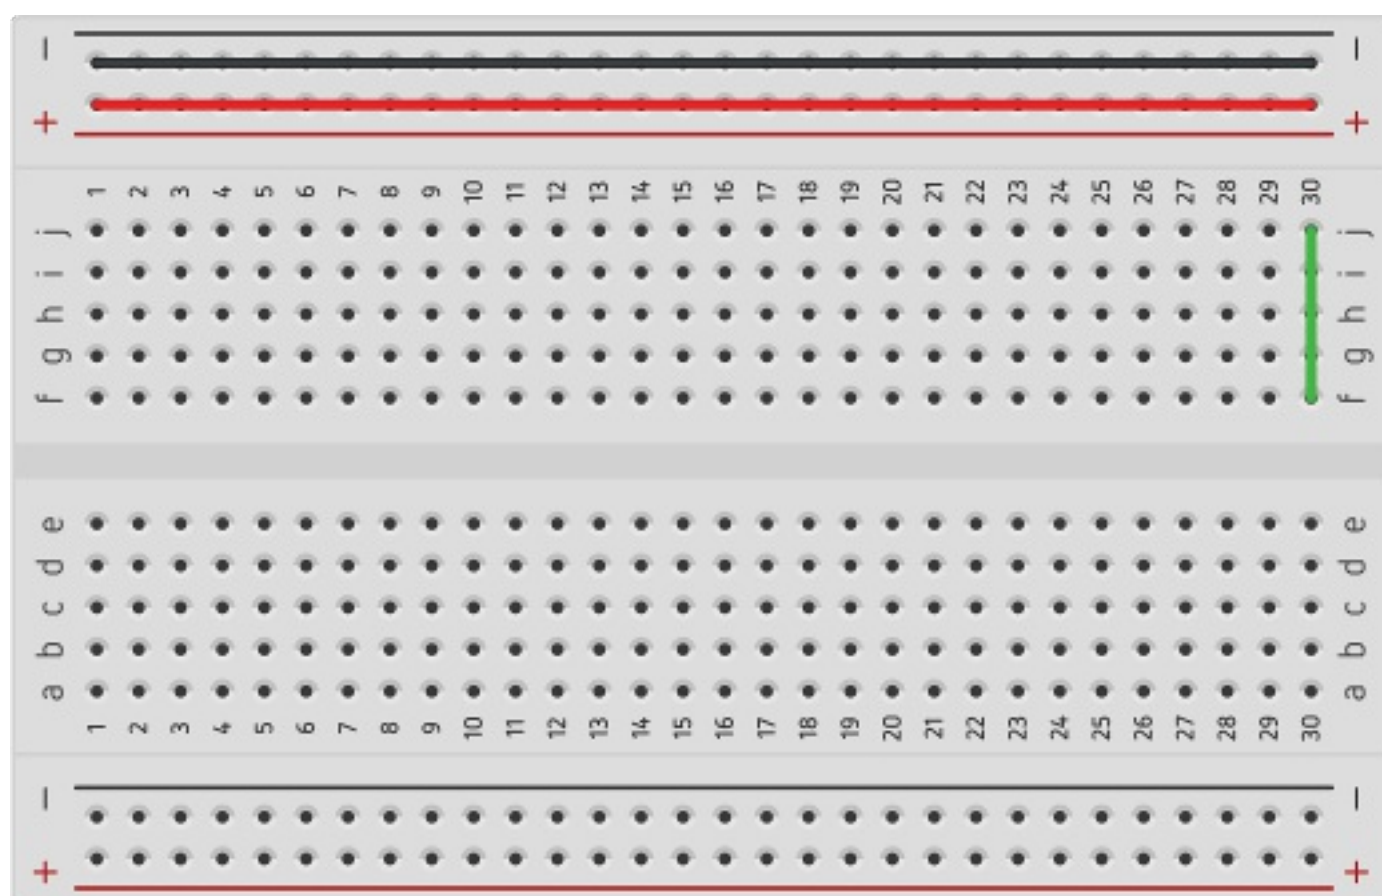 − −
+ +
1 2 3 4 5 6 7 8 9 10 11 12 13 14 15 16 17 18 19 20 21 22 23 24 25 26 27 28 29 30
j j
i i
h h
g g
f f
e e
d d
c c
b b
a a
1 2 3 4 5 6 7 8 9 10 11 12 13 14 15 16 17 18 19 20 21 22 23 24 25 26 27 28 29 30
− −
+ +